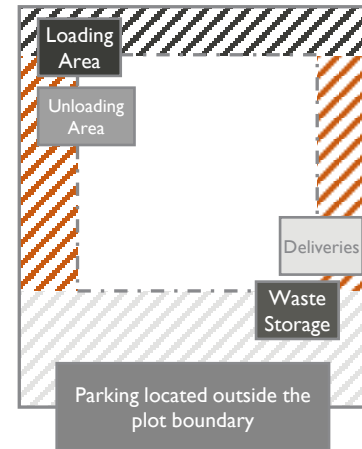 Loading
Area
Unloading
Area
Deliveries
Waste
Storage
Parking located outside the
plot boundary